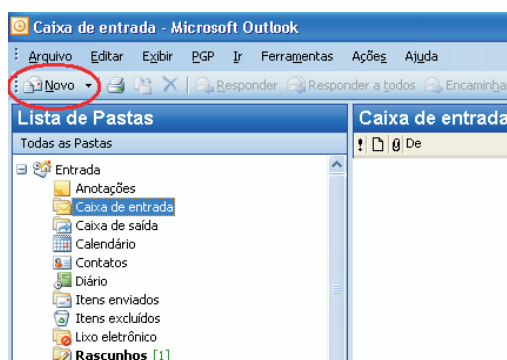 Caixa de entrada - Microsoft Outlook
Arquivo Editar Exibir PGP Ir Ferramentas Ações Ajuda
Novo Responder Responder a todos Encaminha
Lista de Pastas
Caixa de entrada
Todas as Pastas
! De
Entrada
Anotações
Caixa de entrada
Caixa de saída
Calendário
Contatos
Diário
Itens enviados
Itens excluídos
Lixo eletrônico
Rascunhos [1]